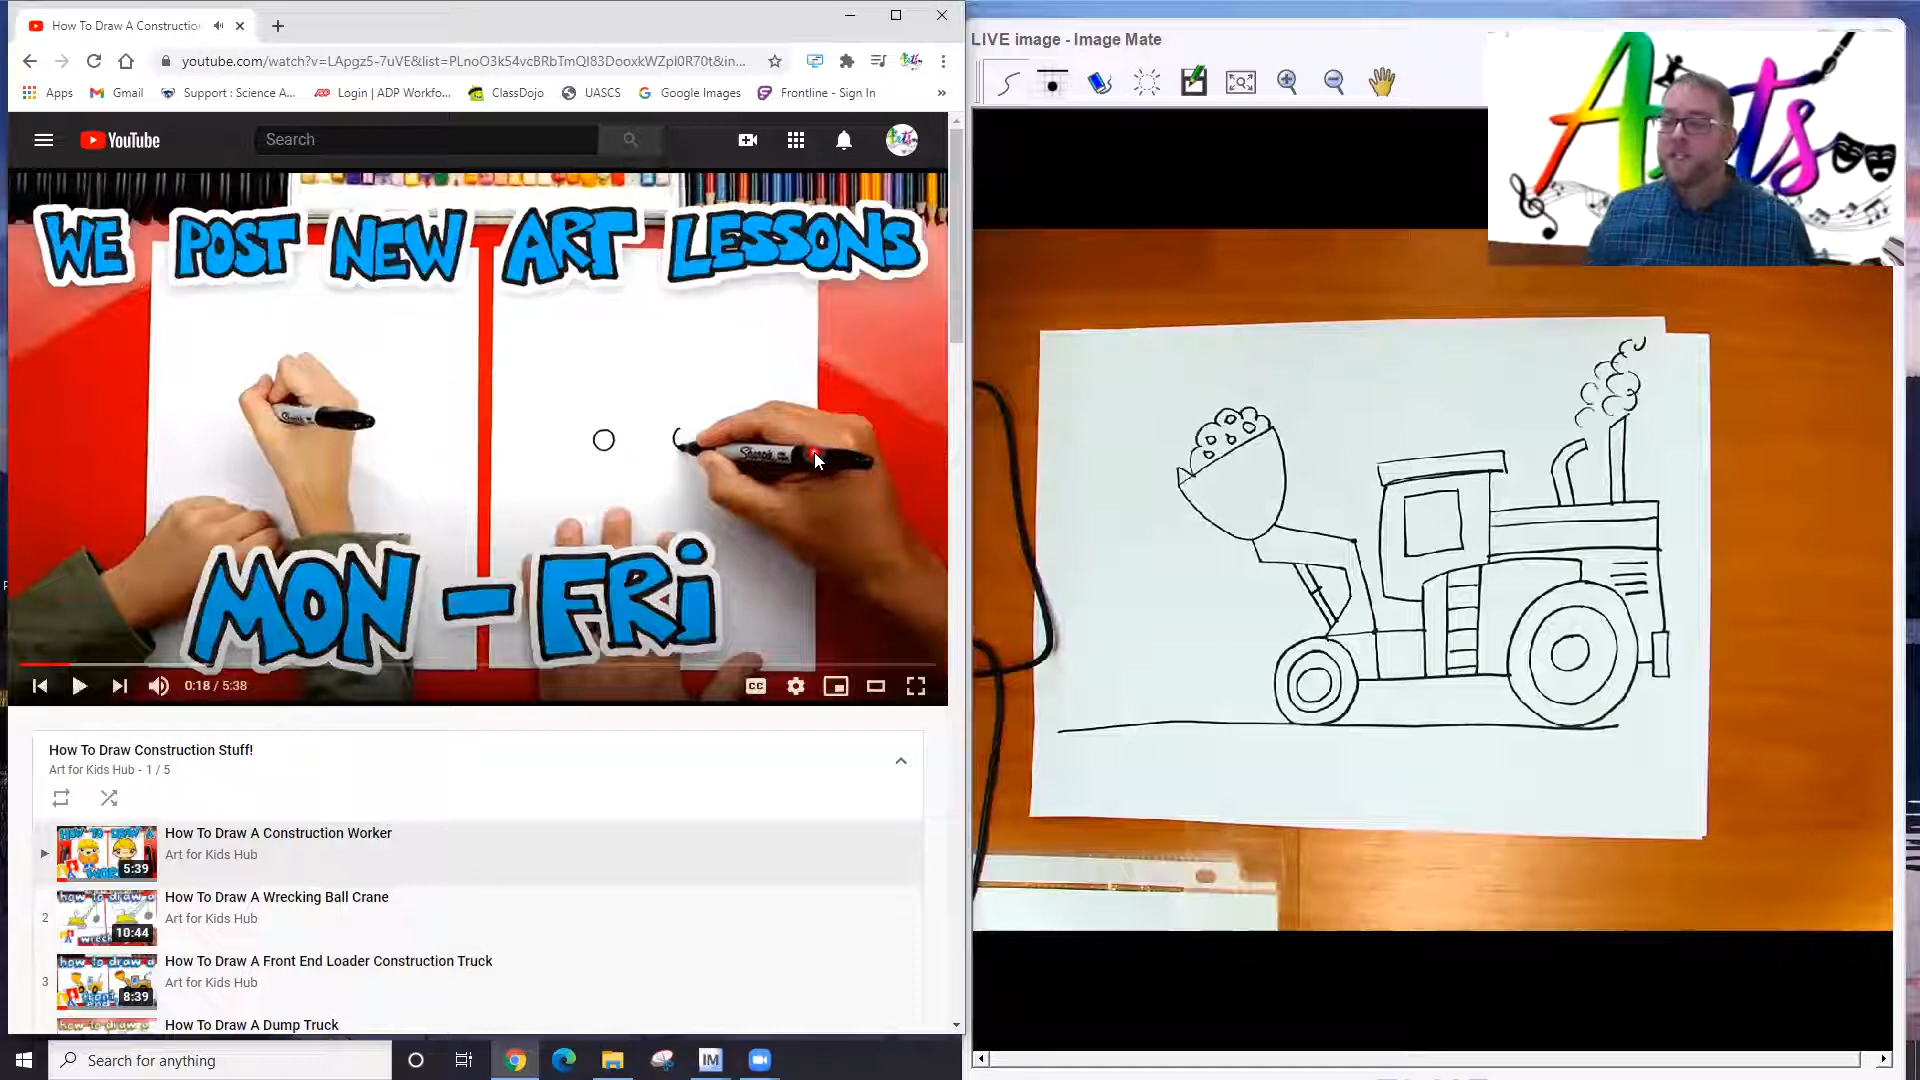 How To Draw A Constructio
youtube.com/watch?v=LApgz5-7uVE&list=PLnoO3k54vcBRbTmQI83DooxkWZpl0R70t&in...
Apps
Gmail
Support : Science A...
Login | ADP Workfo...
ClassDojo
UASCS
Google Images
Frontline - Sign In
»
YouTube
Search
WE POST NEW ART LESSONS
Sharpie
Sharpie
MON - FRi
0:18 / 5:38
CC
How To Draw Construction Stuff!
Art for Kids Hub - 1 / 5
How To Draw A Construction Worker
Art for Kids Hub
5:39
2
How To Draw A Wrecking Ball Crane
Art for Kids Hub
10:44
3
How To Draw A Front End Loader Construction Truck
Art for Kids Hub
8:39
How To Draw A Dump Truck
Search for anything
IM
LIVE image - Image Mate
Arts